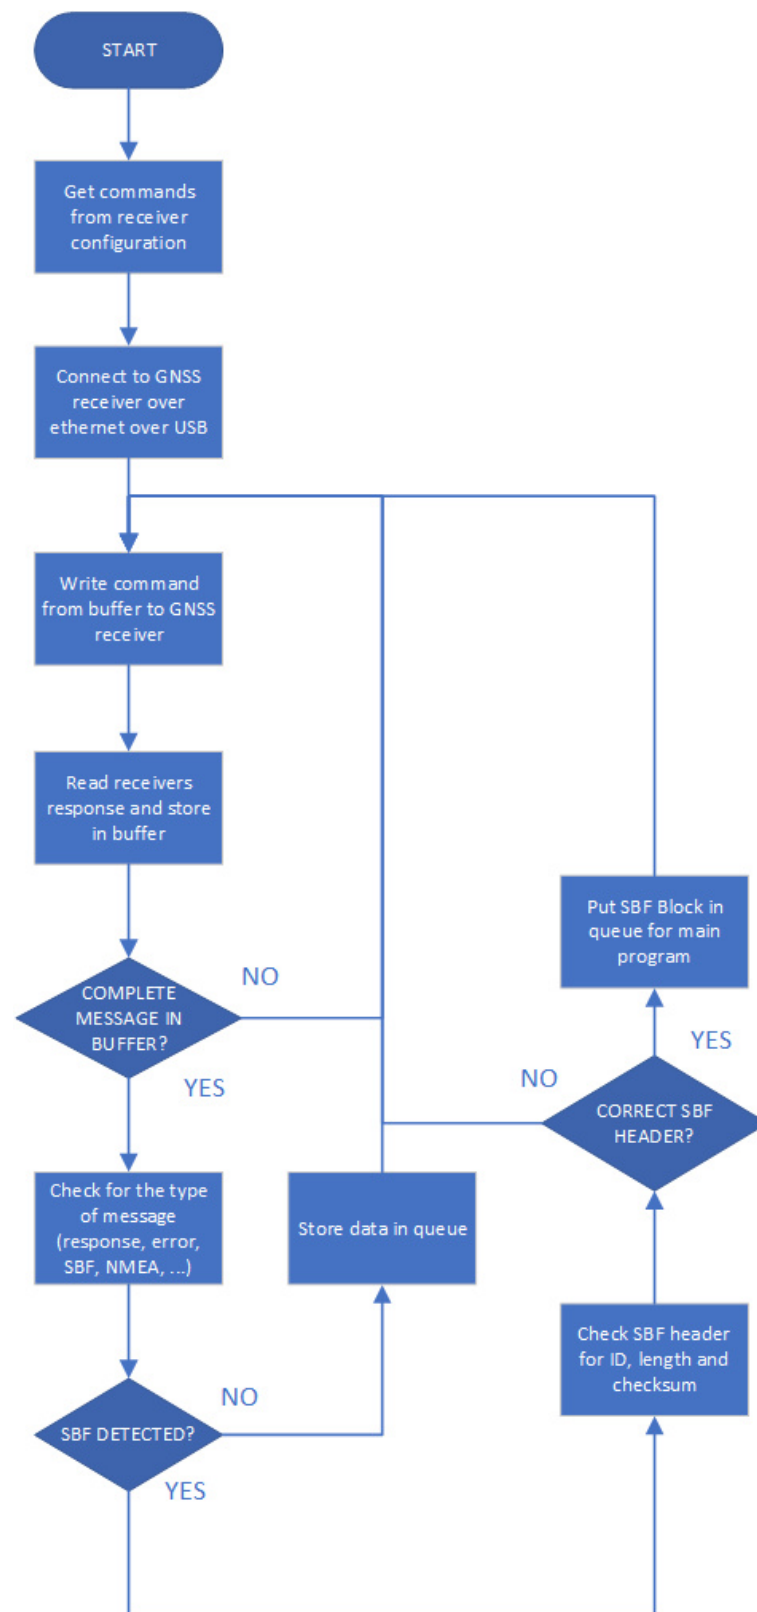 START
Get commands
from receiver
configuration
Connect to GNSS
receiver over
ethernet over USB
Write command
from buffer to GNSS
receiver
Read receivers
response and store
in buffer
COMPLETE
MESSAGE IN
BUFFER?
NO
YES
Check for the type
of message
(response, error,
SBF, NMEA, ...)
SBF DETECTED?
NO
YES
Store data in queue
Put SBF Block in
queue for main
program
YES
NO
CORRECT SBF
HEADER?
Check SBF header
for ID, length and
checksum